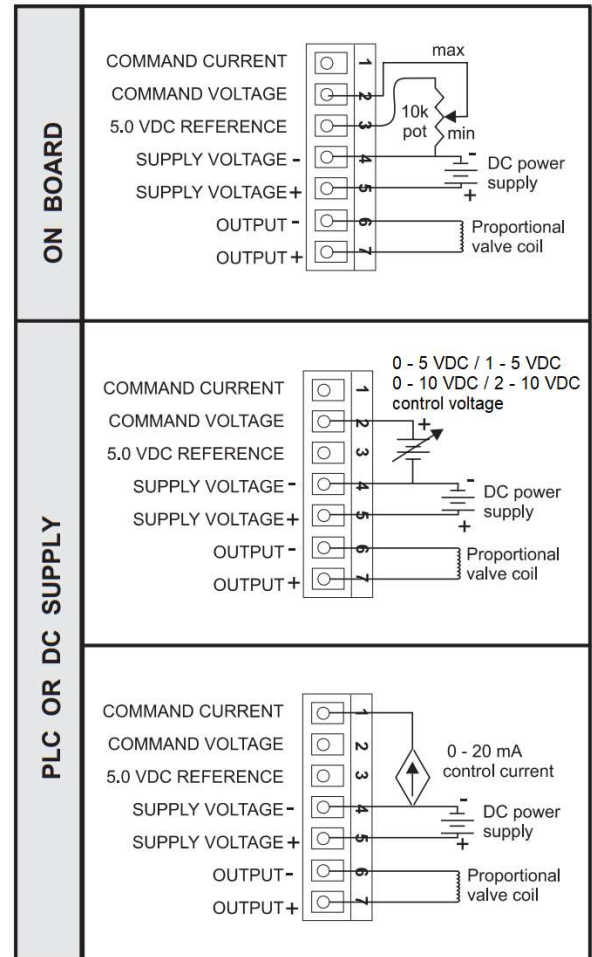 ON BOARD
COMMAND CURRENT
COMMAND VOLTAGE
5.0 VDC REFERENCE
SUPPLY VOLTAGE -
SUPPLY VOLTAGE +
OUTPUT -
OUTPUT +
1
2
3
4
5
6
7
max
10k
pot
min
-
DC power
supply
+
Proportional
valve coil
PLC OR DC SUPPLY
COMMAND CURRENT
COMMAND VOLTAGE
5.0 VDC REFERENCE
SUPPLY VOLTAGE -
SUPPLY VOLTAGE +
OUTPUT -
OUTPUT +
1
2
3
4
5
6
7
0 - 5 VDC / 1 - 5 VDC
0 - 10 VDC / 2 - 10 VDC
control voltage
+
-
DC power
supply
+
Proportional
valve coil
COMMAND CURRENT
COMMAND VOLTAGE
5.0 VDC REFERENCE
SUPPLY VOLTAGE -
SUPPLY VOLTAGE +
OUTPUT -
OUTPUT +
1
2
3
4
5
6
7
0 - 20 mA
control current
-
DC power
supply
+
Proportional
valve coil